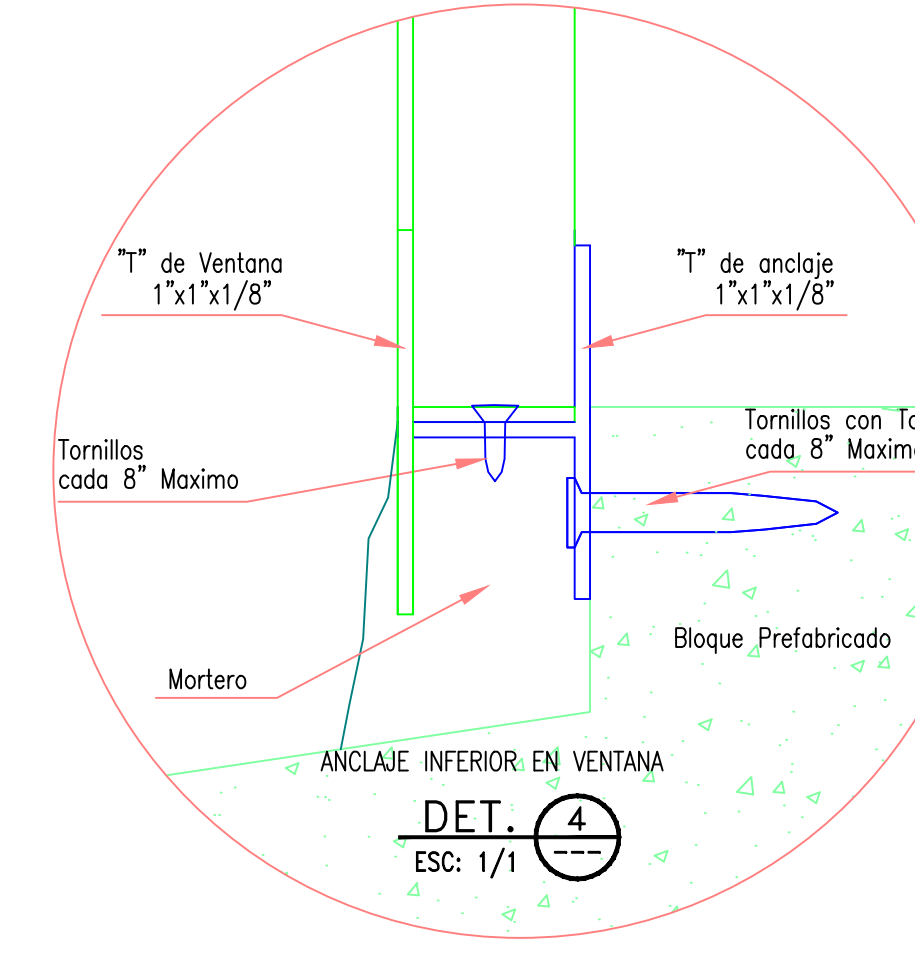 "T" de Ventana
1"x1"x1/8"
"T" de anclaje
1"x1"x1/8"
Tornillos con
cada 8"
Tornillos
cada 8" Maximo
Bloque Prefabricado
Mortero
ANCLAJE INFERIOR EN VENTANA
DET.
4
ESC: 1/1
---